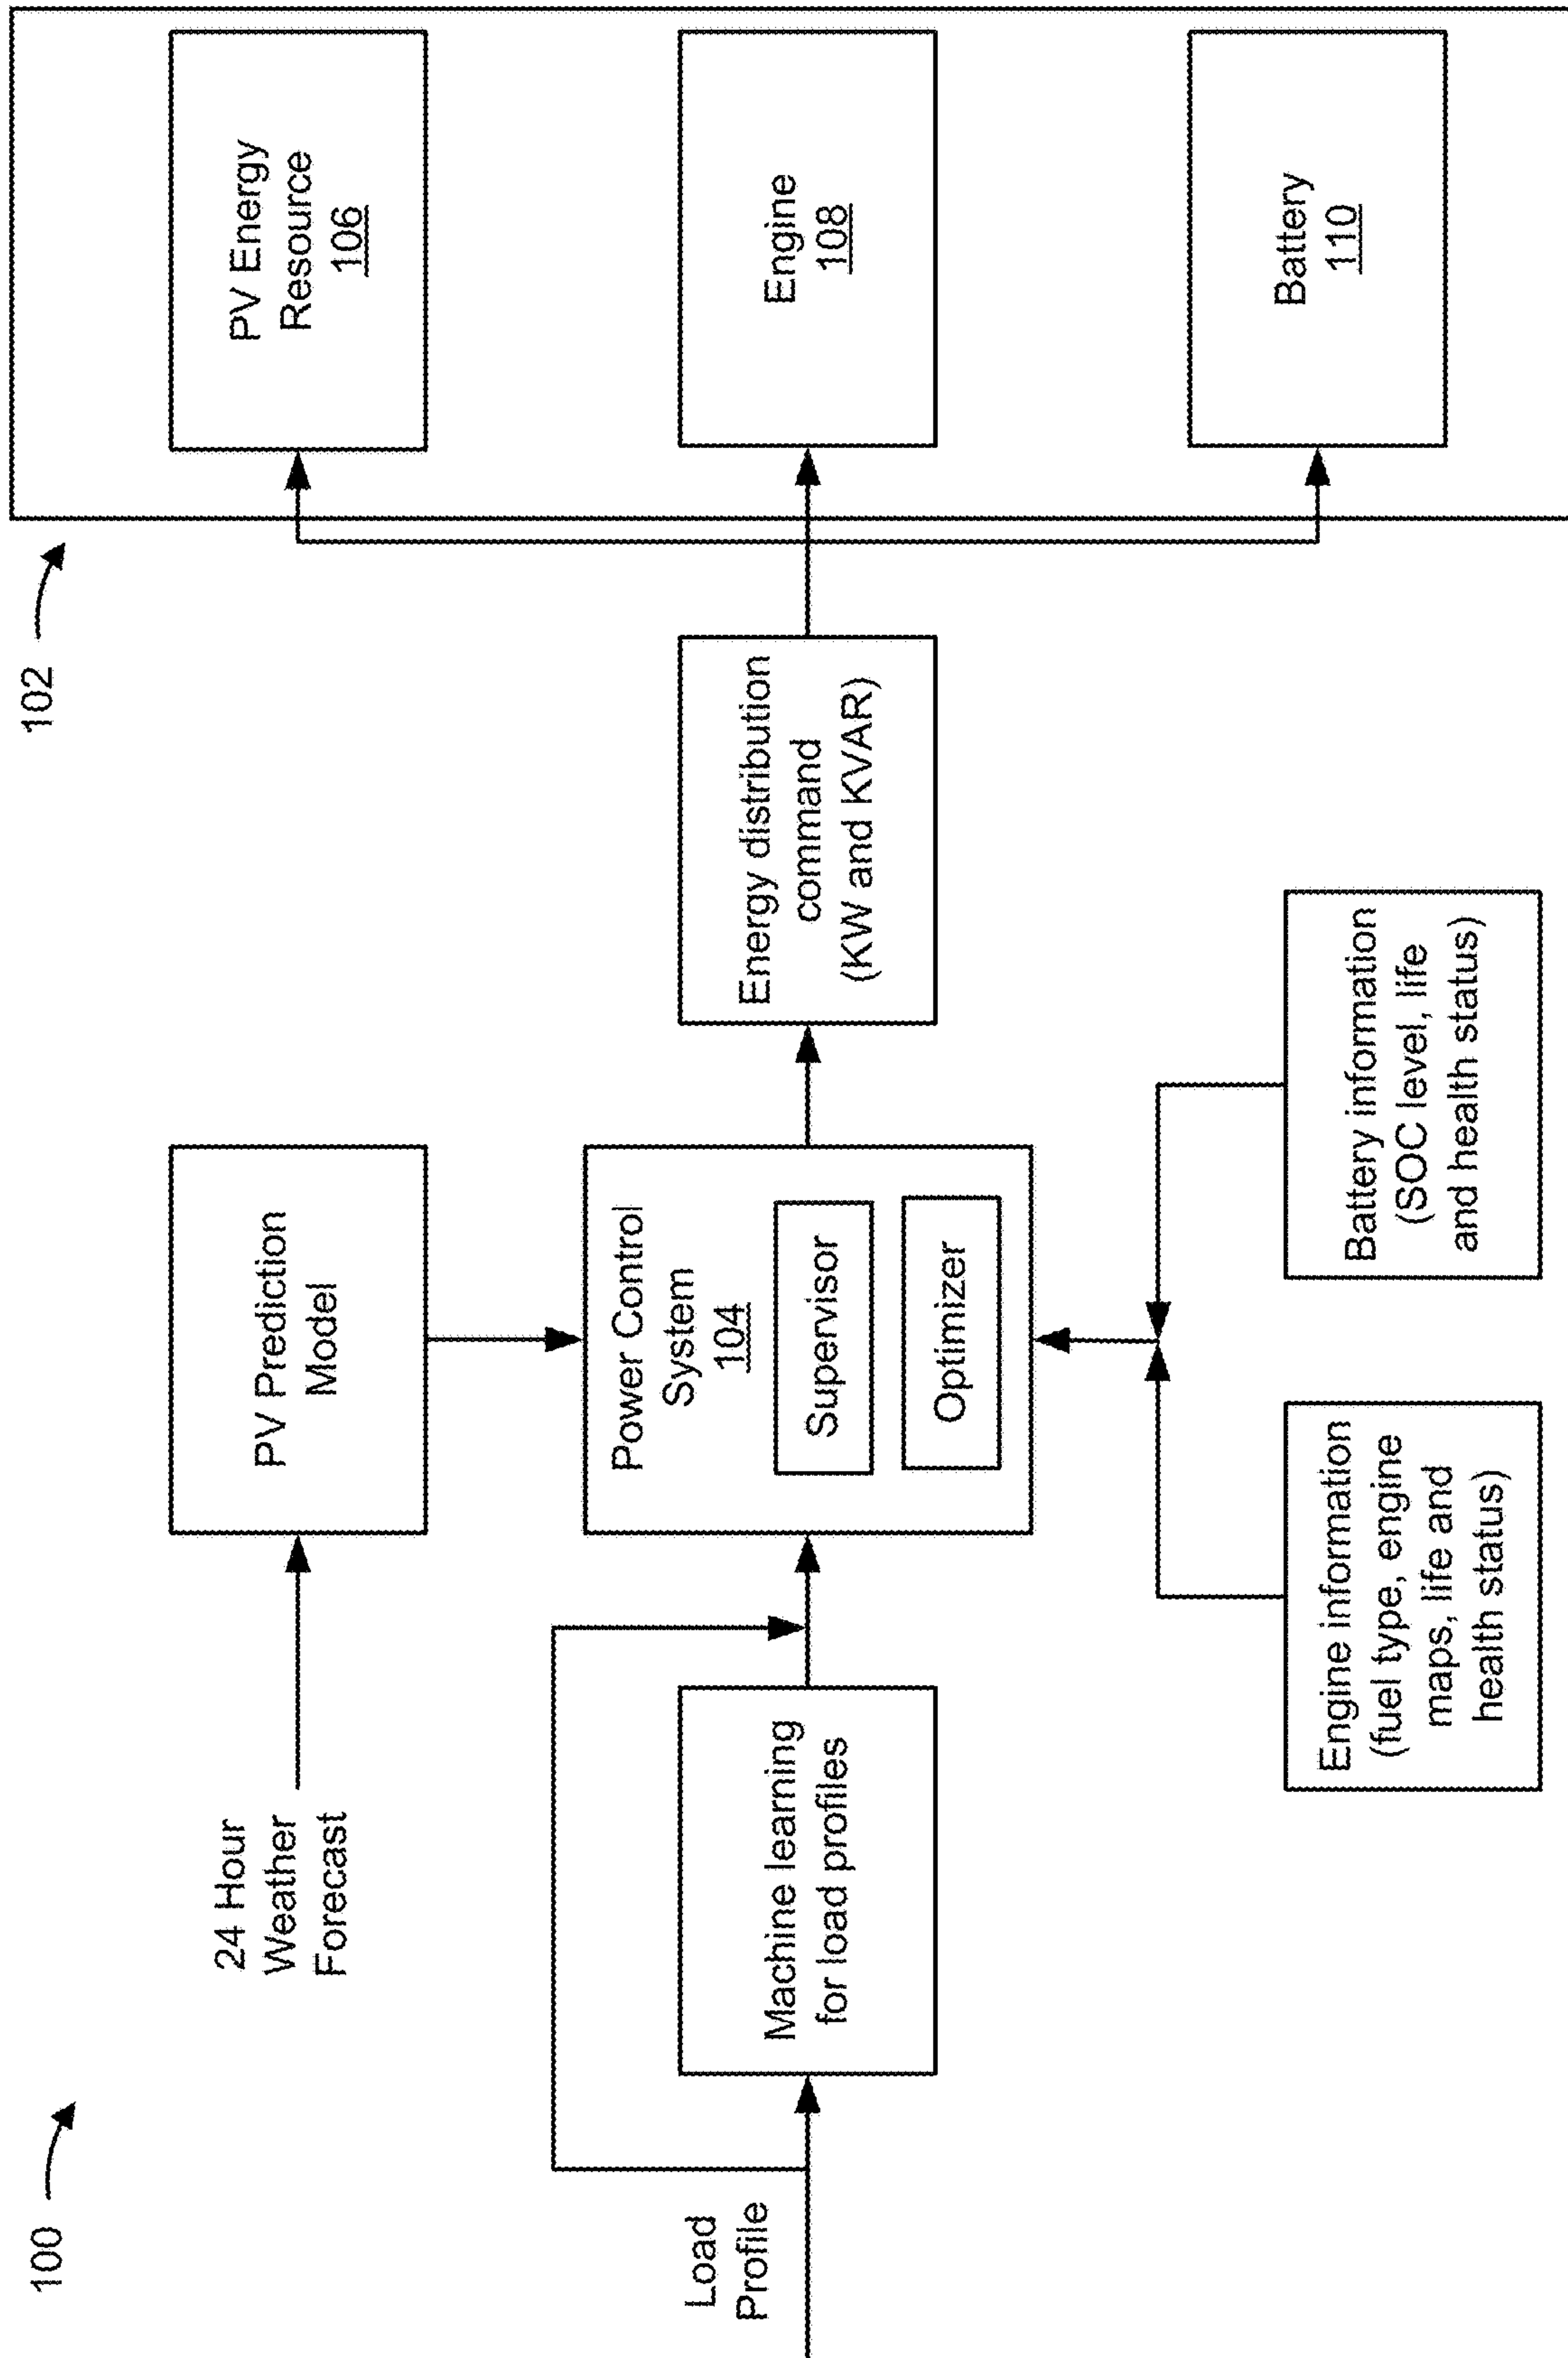 100
102
24 Hour
Weather
Forecast
PV Prediction
Model
PV Energy
Resource
106
Load
Profile
Machine learning
for load profiles
Power Control
System
104
Supervisor
Optimizer
Energy distribution
command
(KW and KVAR)
Engine
108
Engine information
(fuel type, engine
maps, life and
health status)
Battery information
(SOC level, life
and health status)
Battery
110